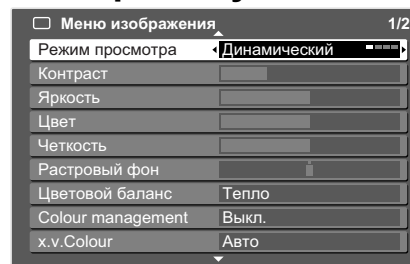 Меню изображения 1/2
Режим просмотра Динамический
Контраст
Яркость
Цвет
Четкость
Растровый фон
Цветовой баланс Тепло
Colour management Выкл.
x.v.Colour Авто